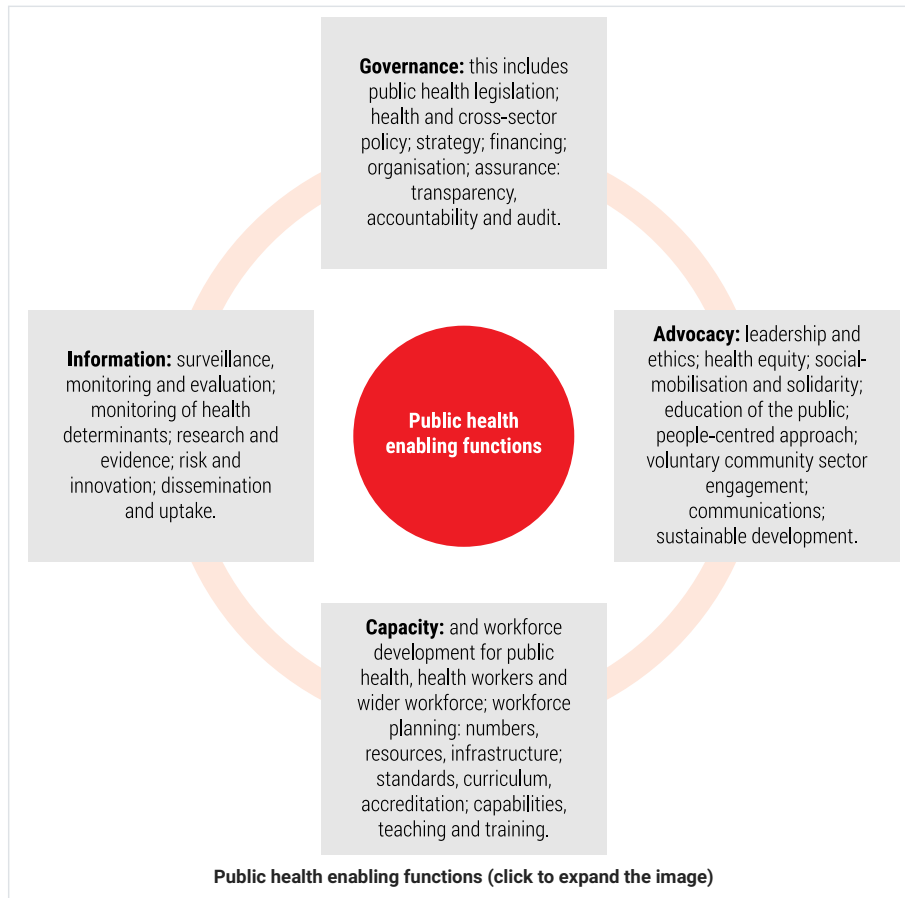 Governance: this includes
public health legislation;
health and cross-sector
policy; strategy; financing;
organisation; assurance:
transparency,
accountability and audit.
Information: surveillance,
monitoring and evaluation;
monitoring of health
determinants; research and
evidence; risk and
innovation; dissemination
and uptake.
Public health
enabling functions
Advocacy: leadership and
ethics; health equity; social-
mobilisation and solidarity;
education of the public;
people-centred approach;
voluntary community sector
engagement;
communications;
sustainable development.
Capacity: and workforce
development for public
health, health workers and
wider workforce; workforce
planning: numbers,
resources, infrastructure;
standards, curriculum,
accreditation; capabilities,
teaching and training.
Public health enabling functions (click to expand the image)